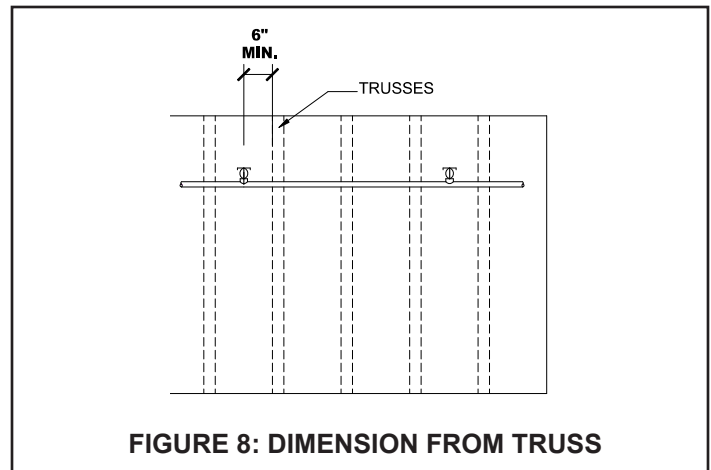 6"
MIN.
TRUSSES
FIGURE 8: DIMENSION FROM TRUSS